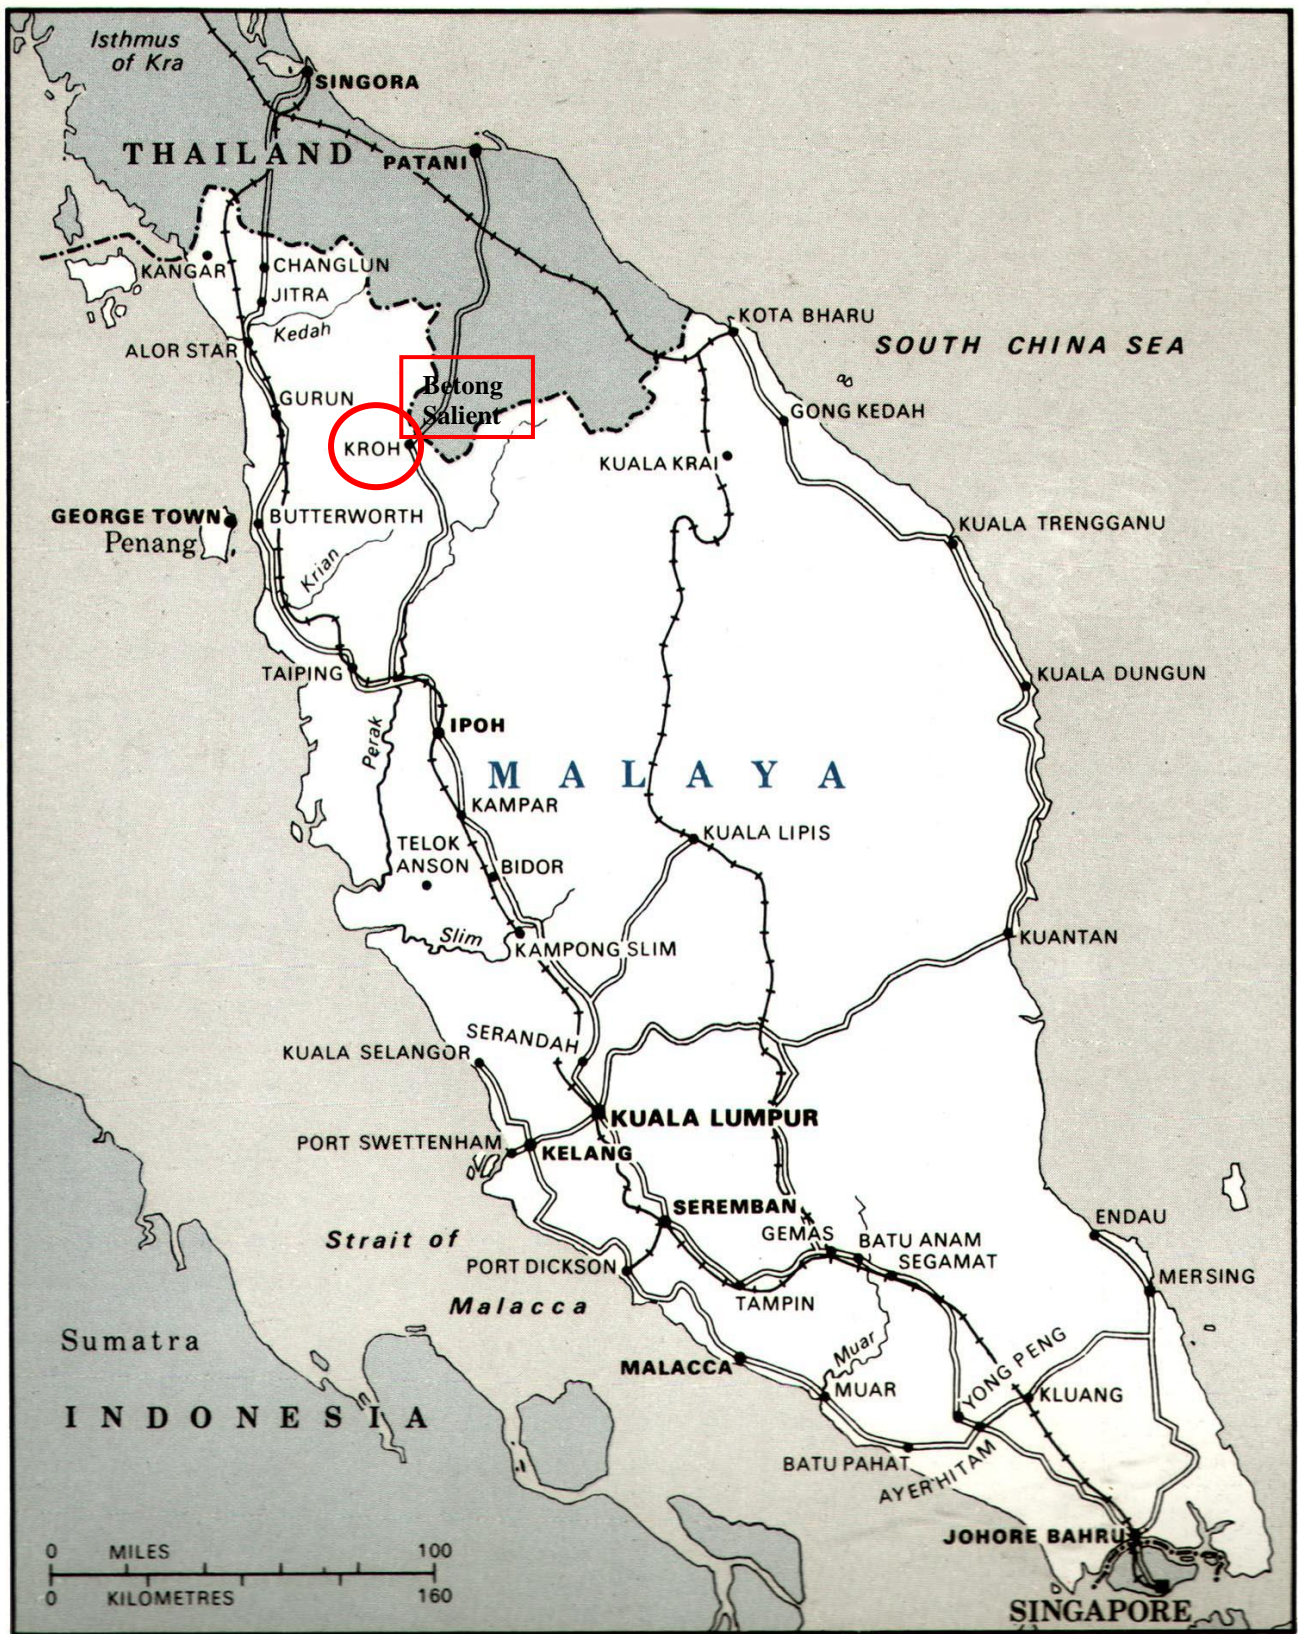 Isthmus
of Kra
SINGORA
THAILAND
PATANI
KANGAR
CHANGLUN
JITRA
Kedah
ALOR STAR
KOTA BHARU
SOUTH CHINA SEA
Betong
Salient
GURUN
GONG KEDAH
KROH
KUALA KRAI
GEORGE TOWN
Penang
BUTTERWORTH
KUALA TRENGGANU
Krian
TAIPING
KUALA DUNGUN
IPOH
Perak
MALAYA
KAMPAR
KUALA LIPIS
TELOK
ANSON
BIDOR
Slim
KAMPONG SLIM
KUANTAN
SERANDAH
KUALA SELANGOR
KUALA LUMPUR
PORT SWETTENHAM
KELANG
SEREMBAN
ENDAU
Strait of
Malacca
GEMAS
BATU ANAM
SEGAMAT
PORT DICKSON
MERSING
TAMPIN
Sumatra
Muar
YONG PENG
MALACCA
MUAR
KLUANG
INDONESIA
BATU PAHAT
AYER HITAM
JOHORE BAHRU
0 MILES 100
0 KILOMETRES 160
SINGAPORE